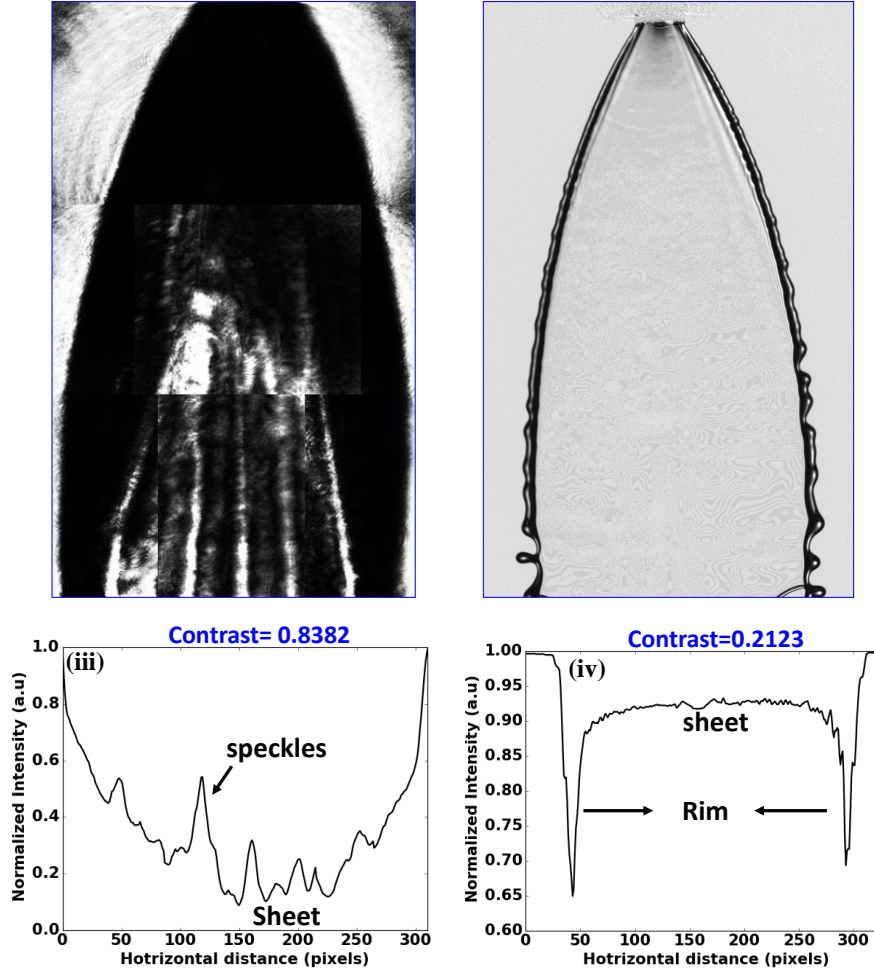 Contrast= 0.8382
(iii)
1.0
0.8
0.6
0.4
0.2
0.0
Normalized Intensity (a.u)
speckles
Sheet
0 50 100 150 200 250 300
Hotrizontal distance (pixels)
Contrast=0.2123
(iv)
1.00
0.95
0.90
0.85
0.80
0.75
0.70
0.65
0.60
Normalized Intensity (a.u)
sheet
Rim
0 50 100 150 200 250 300
Hotrizontal distance (pixels)